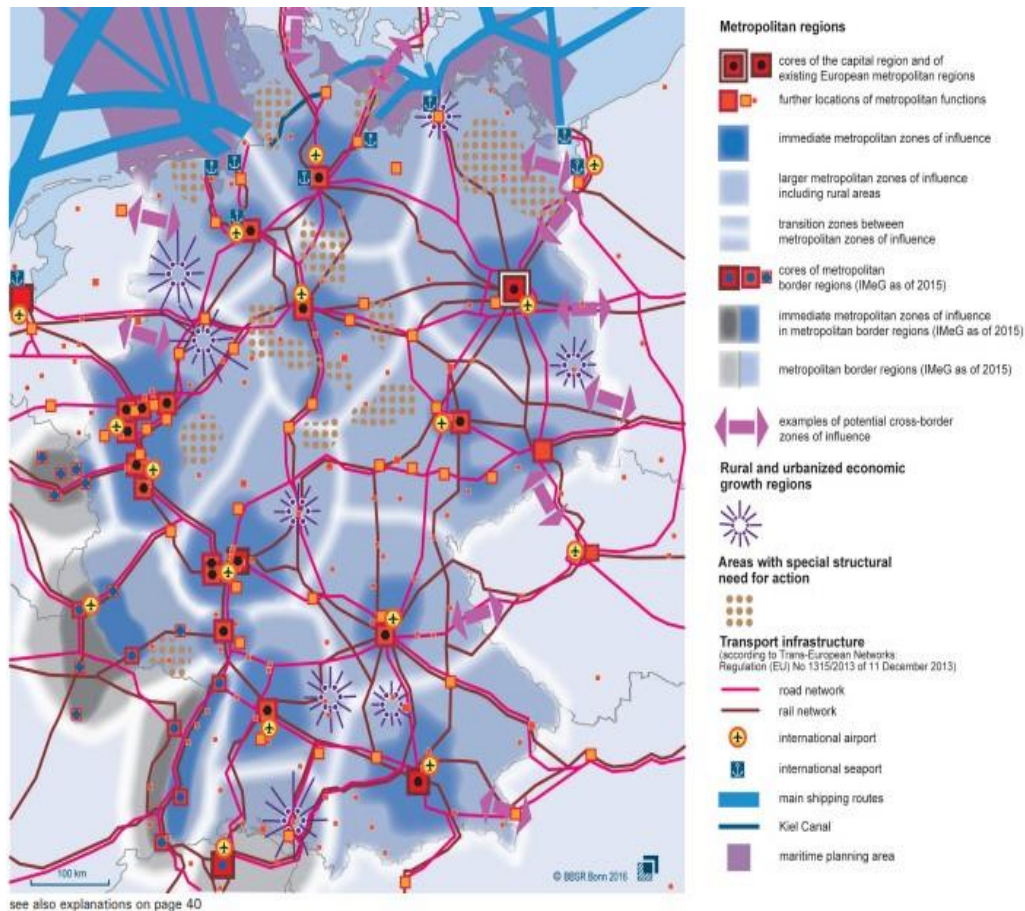 Metropolitan regions
cores of the capital region and of
existing European metropolitan regions
further locations of metropolitan functions
immediate metropolitan zones of influence
larger metropolitan zones of influence
including rural areas
transition zones between
metropolitan zones of influence
cores of metropolitan
border regions (IMeG as of 2015)
immediate metropolitan zones of influence
in metropolitan border regions (IMeG as of 2015)
metropolitan border regions (IMeG as of 2015)
examples of potential cross-border
zones of influence
Rural and urbanized economic
growth regions
Areas with special structural
need for action
Transport infrastructure
(according to Trans-European Networks:
Regulation (EU) No 1315/2013 of 11 December 2013)
road network
rail network
international airport
international seaport
main shipping routes
Kiel Canal
maritime planning area
100 km
© BBSR Bonn 2016
see also explanations on page 40